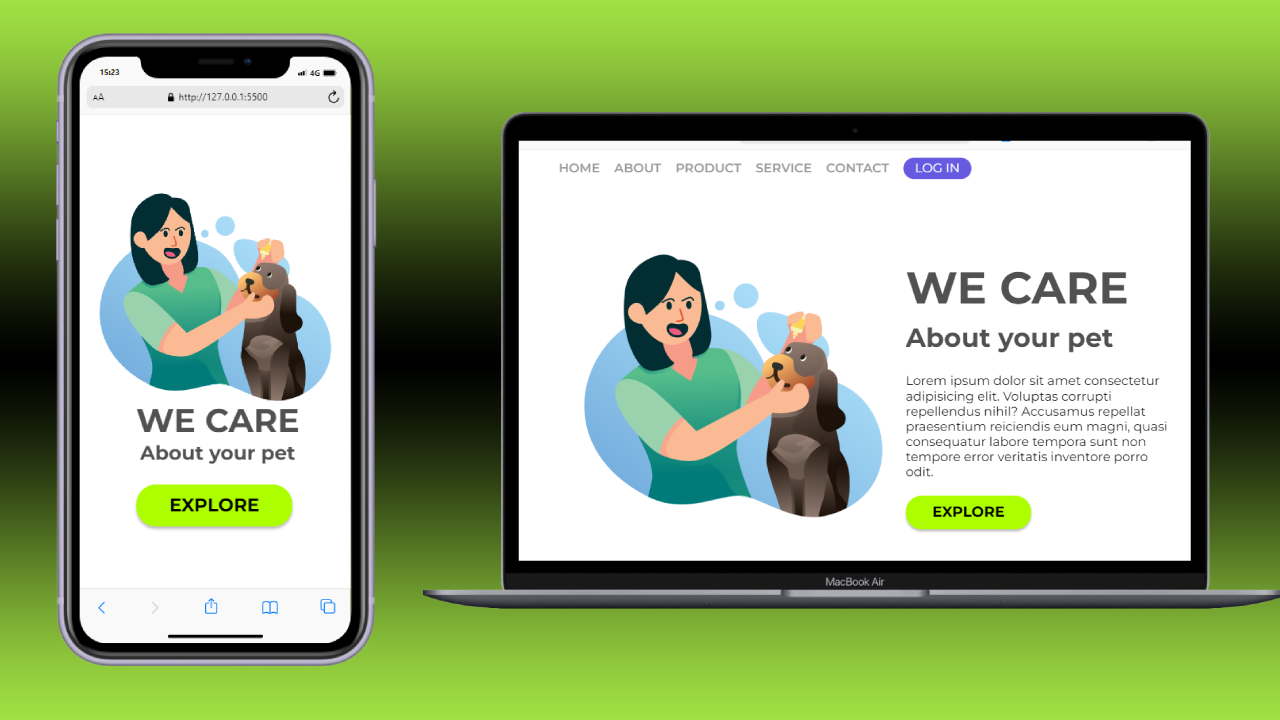 15:23
4G
AA
http://127.0.0.1:5500
WE CARE
About your pet
EXPLORE
HOME ABOUT PRODUCT SERVICE CONTACT LOG IN
WE CARE
About your pet
Lorem ipsum dolor sit amet consectetur
adipisicing elit. Voluptas corrupti
repellendus nihil? Accusamus repellat
praesentium reiciendis eum magni, quasi
consequatur labore tempora sunt non
tempore error veritatis inventore porro
odit.
EXPLORE
MacBook Air